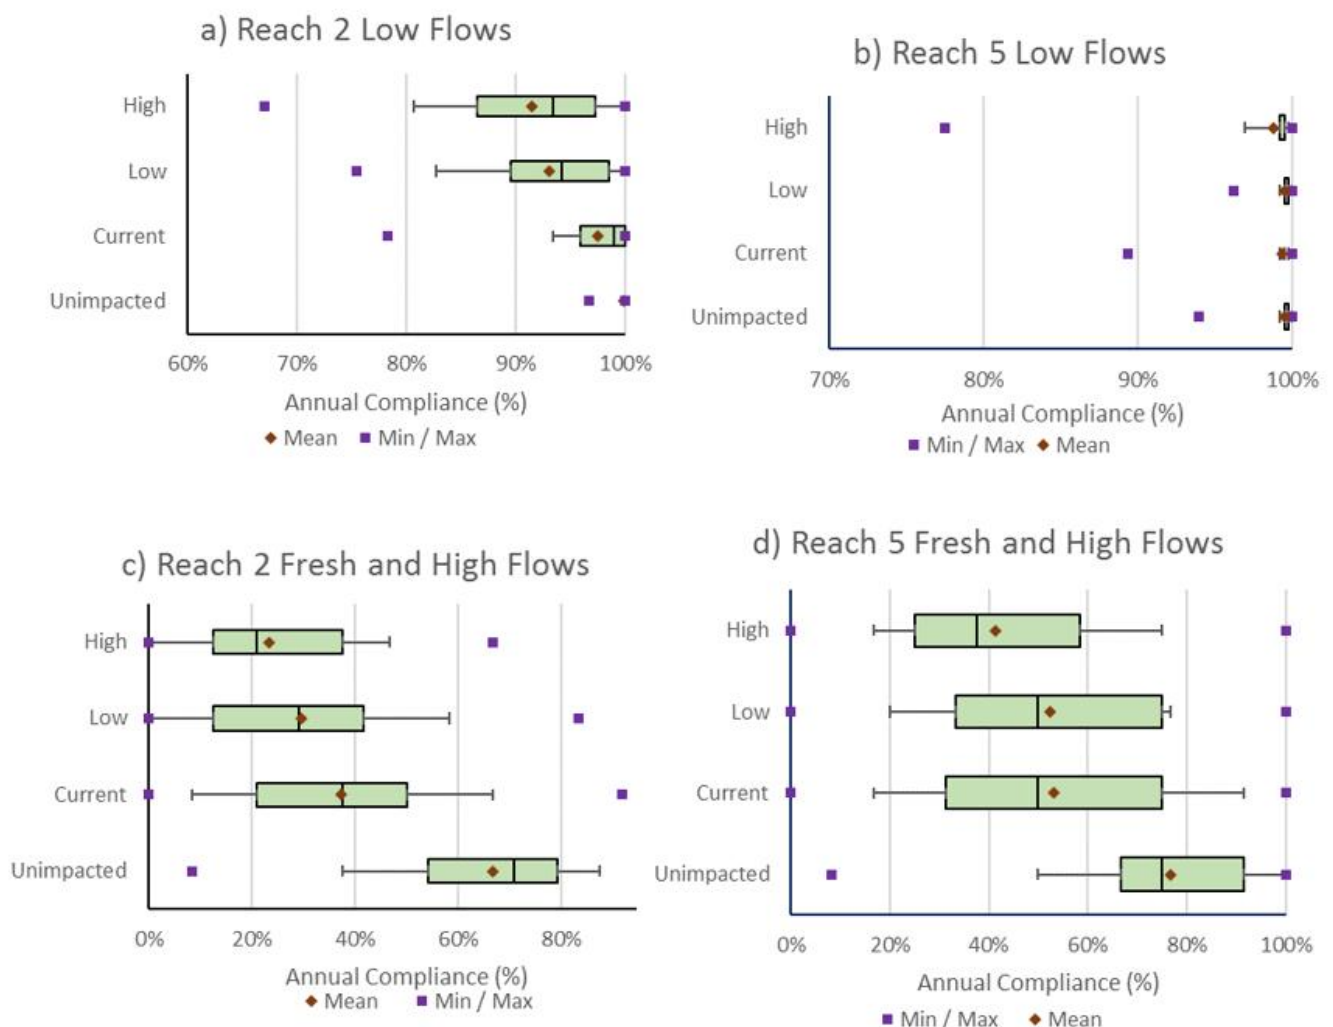 a) Reach 2 Low Flows
High
Low
Current
Unimpacted
60% 70% 80% 90% 100%
Annual Compliance (%)
Mean Min / Max
b) Reach 5 Low Flows
High
Low
Current
Unimpacted
70% 80% 90% 100%
Annual Compliance (%)
Min / Max Mean
c) Reach 2 Fresh and High Flows
High
Low
Current
Unimpacted
0% 20% 40% 60% 80%
Annual Compliance (%)
Mean Min / Max
d) Reach 5 Fresh and High Flows
High
Low
Current
Unimpacted
0% 20% 40% 60% 80% 100%
Annual Compliance (%)
Min / Max Mean